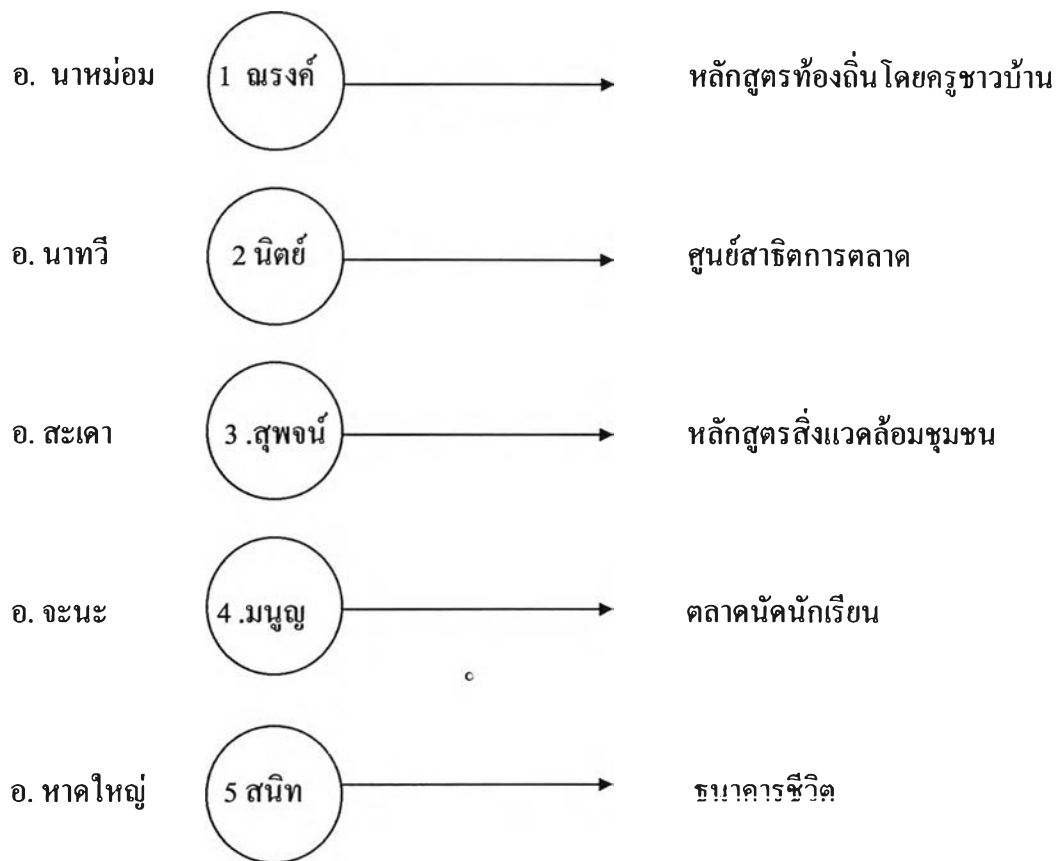 อ. นาหม่อม 1 ณรงค์ หลักสูตรท้องถิ่นโดยครูชาวบ้าน
อ. นาทวี 2 นิตย์ ศูนย์สาธิตการตลาด
อ. สะเดา 3 .สุพจน์ หลักสูตรสิ่งแวดล้อมชุมชน
อ. จะนะ 4 .มนูญ ตลาดนัดนักเรียน
อ. หาดใหญ่ 5 สนิท ธนาคารชีวิต